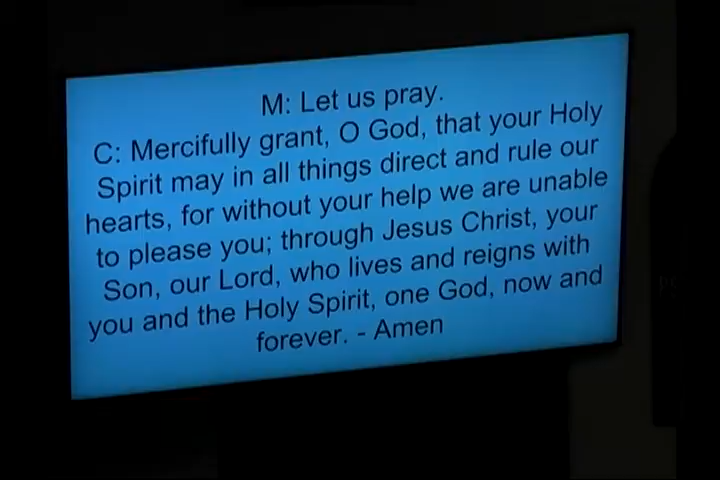 M: Let us pray.
C: Mercifully grant, O God, that your Holy
Spirit may in all things direct and rule our
hearts, for without your help we are unable
to please you; through Jesus Christ, your
Son, our Lord, who lives and reigns with
you and the Holy Spirit, one God, now and
forever. - Amen